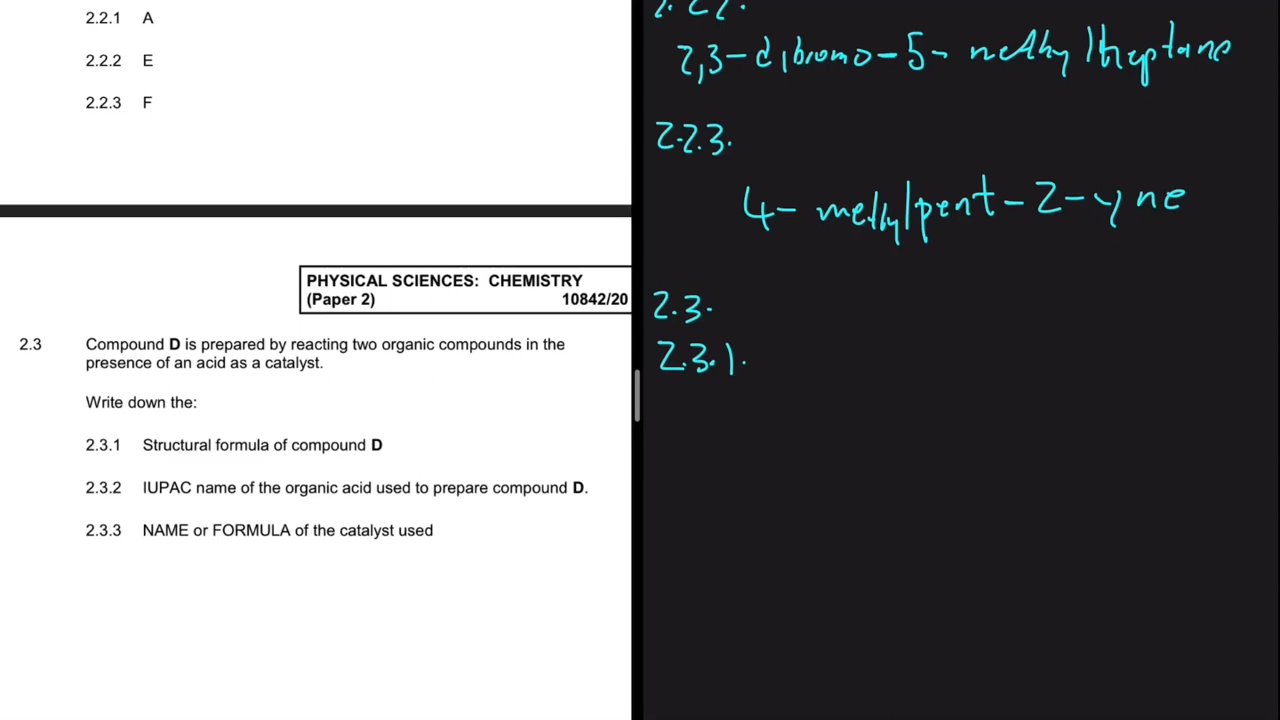 2.2.1 A
2.2.2 E
2.2.3 F
PHYSICAL SCIENCES: CHEMISTRY
(Paper 2) 10842/20
2.3 Compound D is prepared by reacting two organic compounds in the
presence of an acid as a catalyst.
Write down the:
2.3.1 Structural formula of compound D
2.3.2 IUPAC name of the organic acid used to prepare compound D.
2.3.3 NAME or FORMULA of the catalyst used
2,3-dibromo-5-methylheptane
2.2.3.
4-methylpent-2-yne
2.3.
2.3.1.